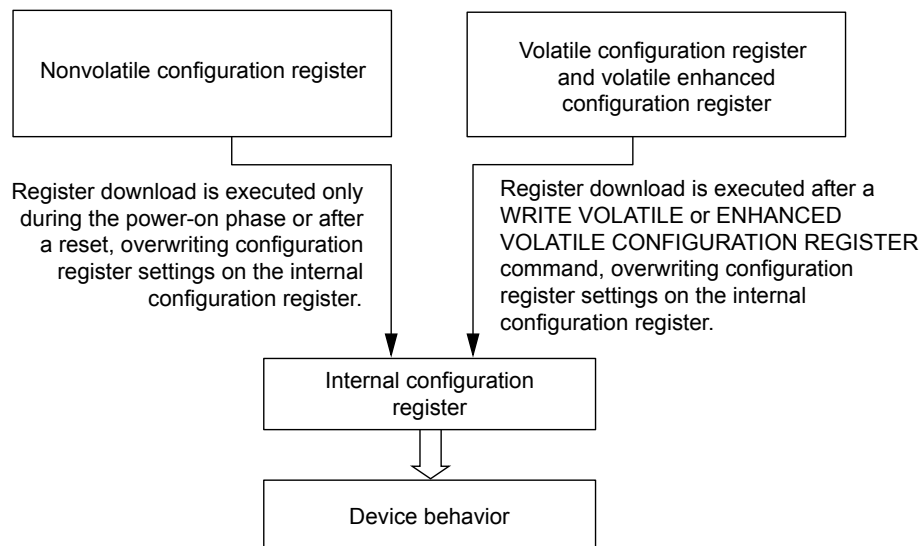 Nonvolatile configuration register
Volatile configuration register
and volatile enhanced
configuration register
Register download is executed only
during the power-on phase or after
a reset, overwriting configuration
register settings on the internal
configuration register.
Register download is executed after a
WRITE VOLATILE or ENHANCED
VOLATILE CONFIGURATION REGISTER
command, overwriting configuration
register settings on the internal
configuration register.
Internal configuration
register
Device behavior